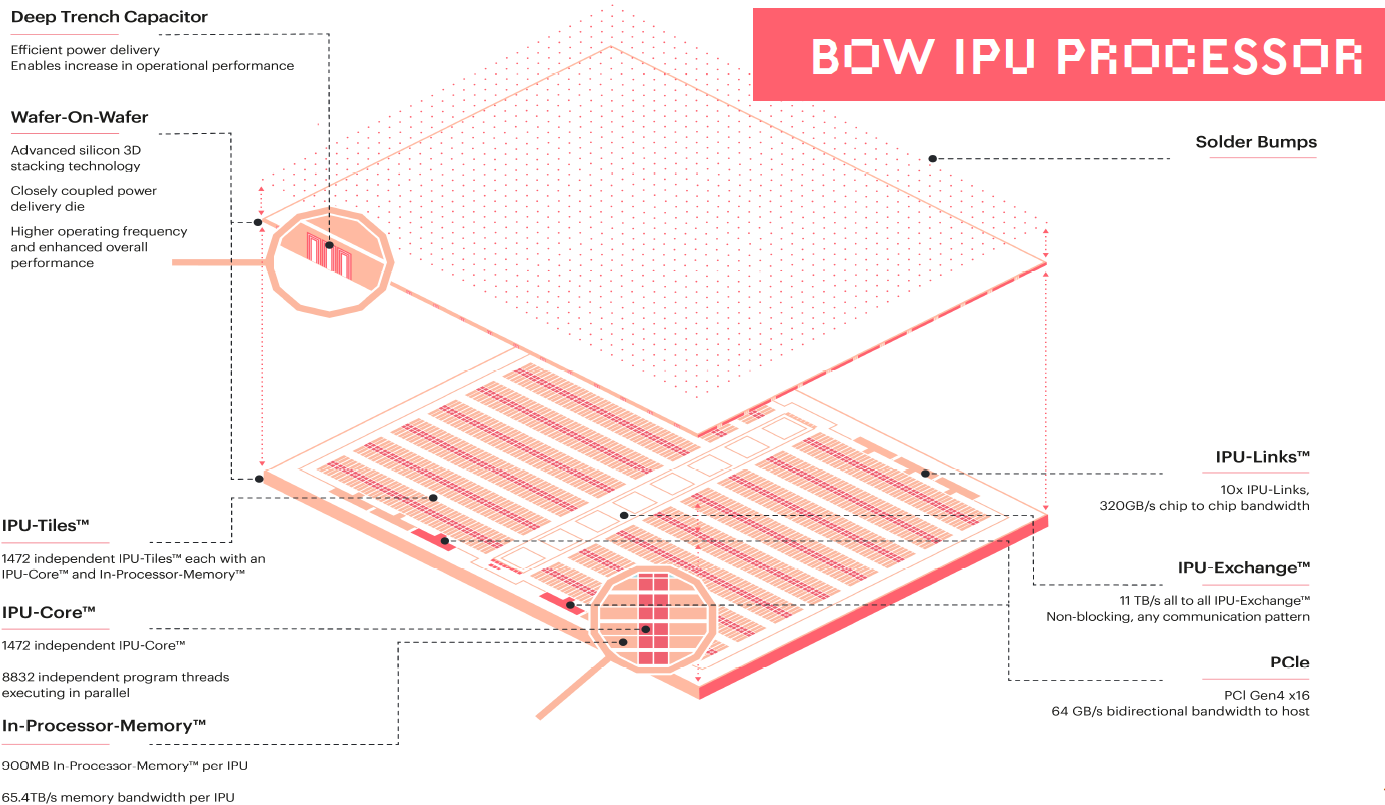 Deep Trench Capacitor
Efficient power delivery
Enables increase in operational performance
Wafer-On-Wafer
Advanced silicon 3D
stacking technology
Closely coupled power
delivery die
Higher operating frequency
and enhanced overall
performance
IPU-Tiles™
1472 independent IPU-Tiles™ each with an
IPU-Core™ and In-Processor-Memory™
IPU-Core™
1472 independent IPU-Core™
8832 independent program threads
executing in parallel
In-Processor-Memory™
900MB In-Processor-Memory™ per IPU
65.4TB/s memory bandwidth per IPU
BOW IPU PROCESSOR
Solder Bumps
IPU-Links™
10x IPU-Links,
320GB/s chip to chip bandwidth
IPU-Exchange™
11 TB/s all to all IPU-Exchange™
Non-blocking, any communication pattern
PCIe
PCI Gen4 x16
64 GB/s bidirectional bandwidth to host